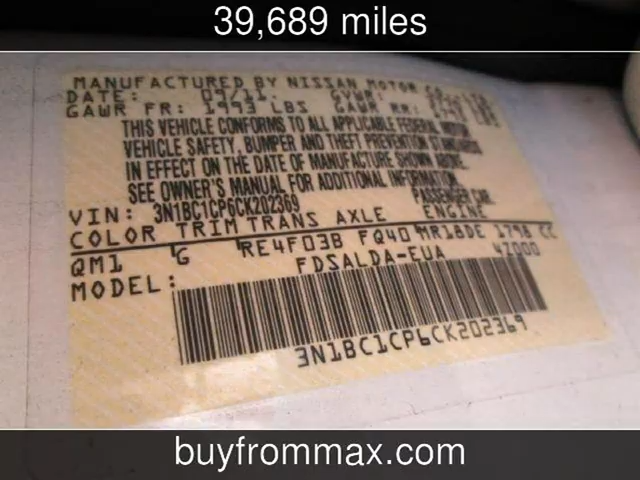 39,689 miles
MANUFACTURED BY NISSAN MOTOR CO., LTD.
DATE: 09/11. GVWR:
GAWR FR: 1993 LBS GAWR RR: LBS
THIS VEHICLE CONFORMS TO ALL APPLICABLE FEDERAL MOTOR
VEHICLE SAFETY, BUMPER AND THEFT PREVENTION STANDARDS
IN EFFECT ON THE DATE OF MANUFACTURE SHOWN ABOVE.
SEE OWNER'S MANUAL FOR ADDITIONAL INFORMATION.
VIN: 3N1BC1CP6CK202369 PASSENGER CAR
COLOR TRIM TRANS AXLE ENGINE
QM1 G RE4F03B FQ40 MR18DE 1798 CC
MODEL: FDSALDA-EUA 4Z000
3N1BC1CP6CK202369
buyfrommax.com